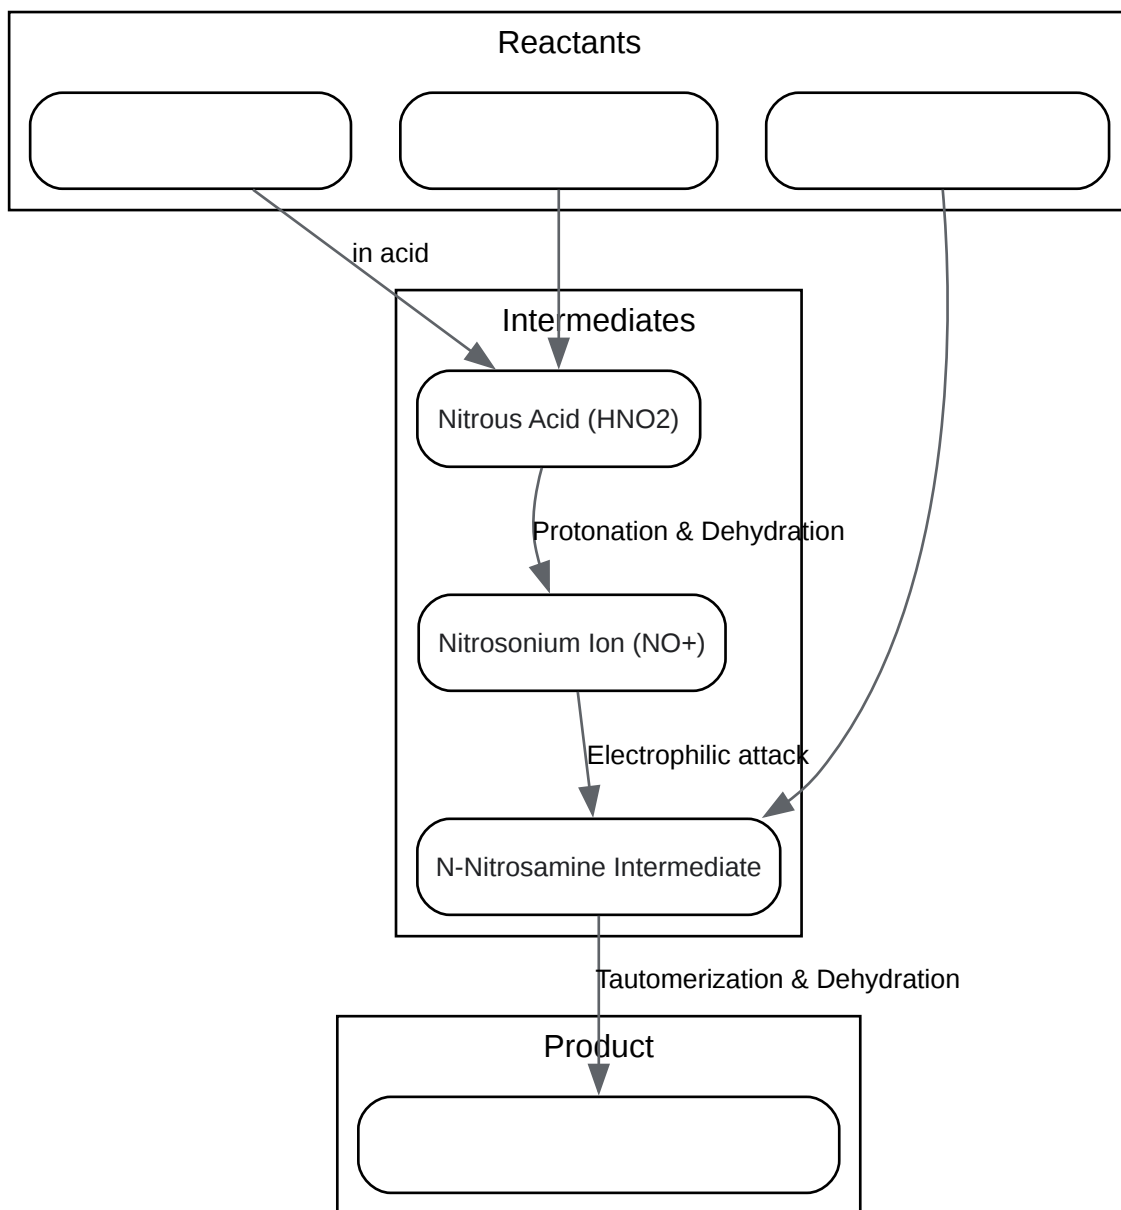 Reactants
in acid
Intermediates
Nitrous Acid (HNO2)
Protonation & Dehydration
Nitrosonium Ion (NO+)
Electrophilic attack
N-Nitrosamine Intermediate
Tautomerization & Dehydration
Product